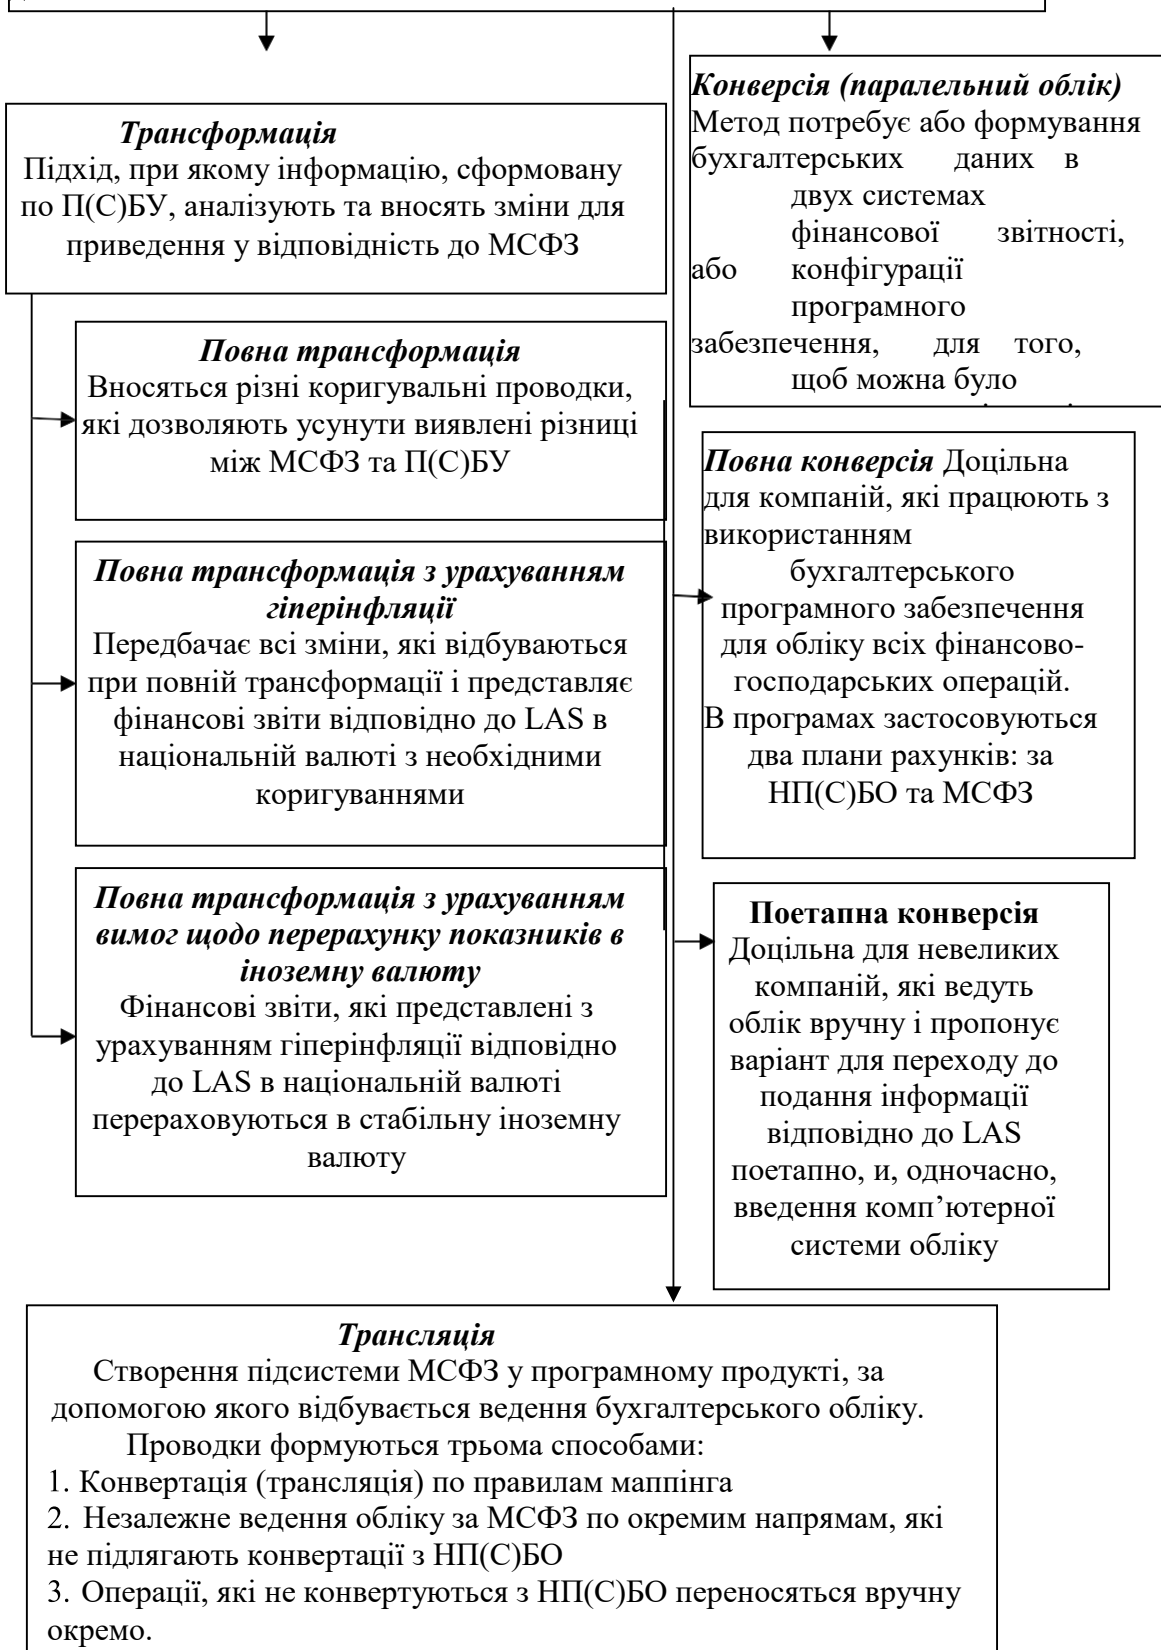 Трансформація
Підхід, при якому інформацію, сформовану
по П(С)БУ, аналізують та вносять зміни для
приведення у відповідність до МСФЗ
Повна трансформація
Вносяться різні коригувальні проводки,
які дозволяють усунути виявлені різниці
між МСФЗ та П(С)БУ
Повна трансформація з урахуванням
гіперінфляції
Передбачає всі зміни, які відбуваються
при повній трансформації і представляє
фінансові звіти відповідно до LAS в
національній валюті з необхідними
коригуваннями
Повна трансформація з урахуванням
вимог щодо перерахунку показників в
іноземну валюту
Фінансові звіти, які представлені з
урахуванням гіперінфляції відповідно
до LAS в національній валюті
перераховуються в стабільну іноземну
валюту
Конверсія (паралельний облік)
Метод потребує або формування
бухгалтерських даних в
двух системах
фінансової звітності,
або конфігурації
програмного
забезпечення, для того,
щоб можна було
Повна конверсія Доцільна
для компаній, які працюють з
використанням
бухгалтерського
програмного забезпечення
для обліку всіх фінансово-
господарських операцій.
В програмах застосовуються
два плани рахунків: за
НП(С)БО та МСФЗ
Поетапна конверсія
Доцільна для невеликих
компаній, які ведуть
облік вручну і пропонує
варіант для переходу до
подання інформації
відповідно до LAS
поетапно, и, одночасно,
введення комп’ютерної
системи обліку
Трансляція
Створення підсистеми МСФЗ у програмному продукті, за
допомогою якого відбувається ведення бухгалтерського обліку.
Проводки формуються трьома способами:
1. Конвертація (трансляція) по правилам маппінга
2. Незалежне ведення обліку за МСФЗ по окремим напрямам, які
не підлягають конвертації з НП(С)БО
3. Операції, які не конвертуються з НП(С)БО переносяться вручну
окремо.